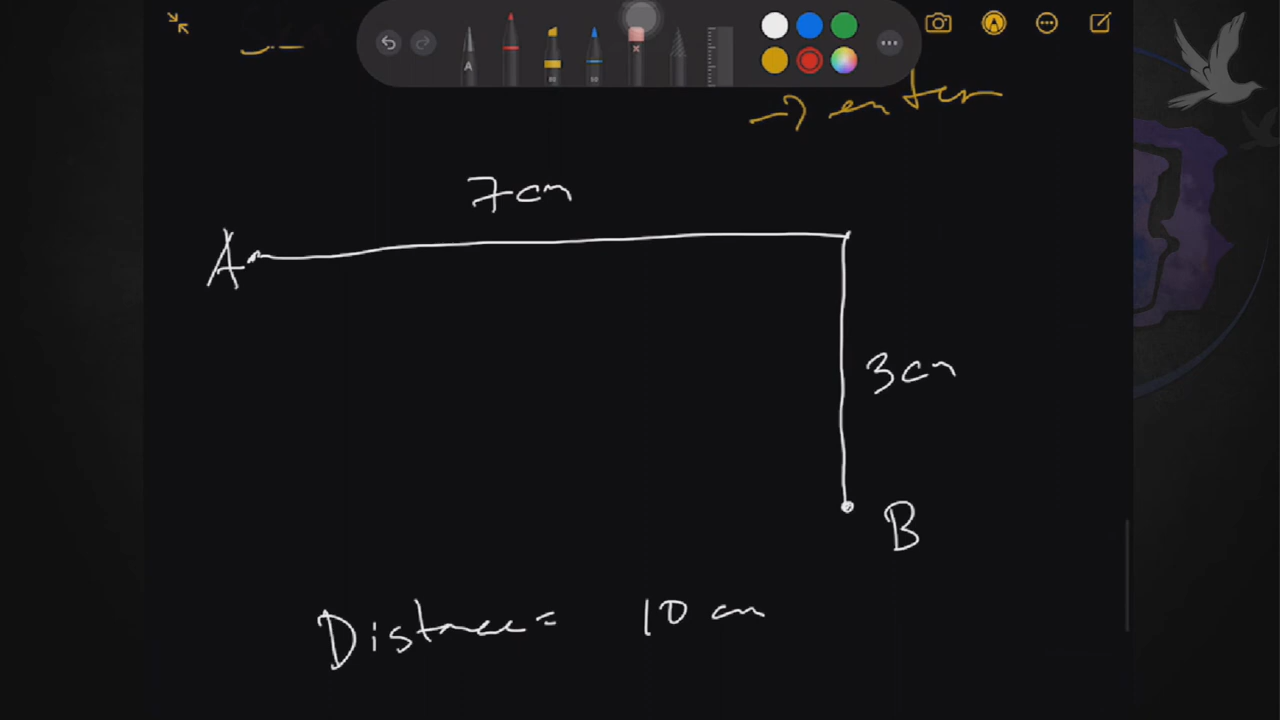 → enter
7cm
A
3cm
B
Distance = 10 cm